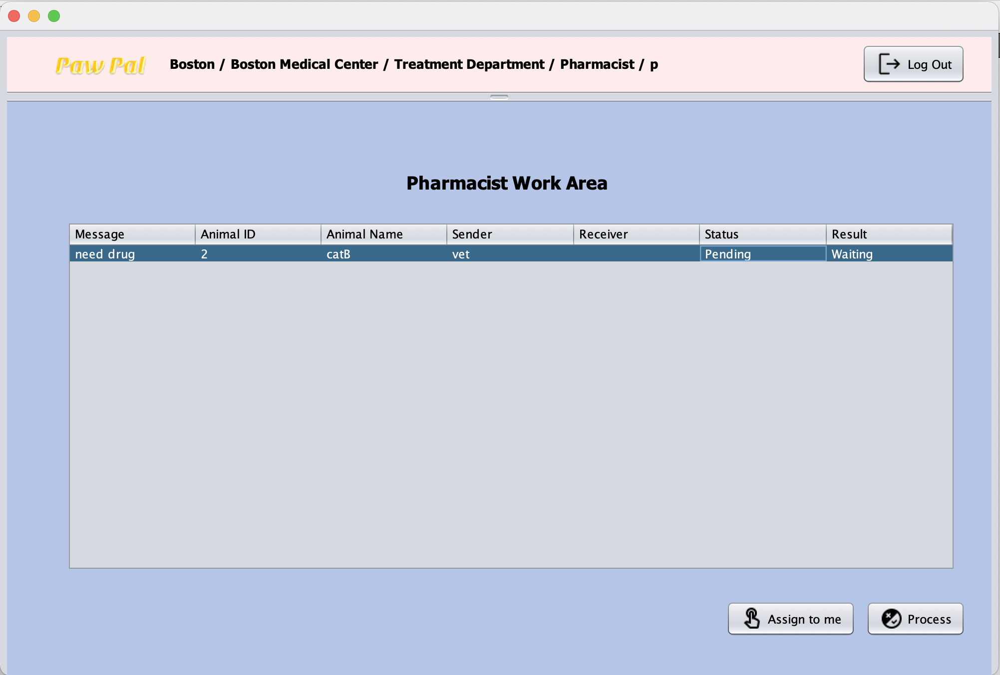 Paw Pal
Boston / Boston Medical Center / Treatment Department / Pharmacist / p
Log Out
Pharmacist Work Area
Message Animal ID Animal Name Sender Receiver Status Result
need drug 2 catB vet Pending Waiting
Assign to me
Process